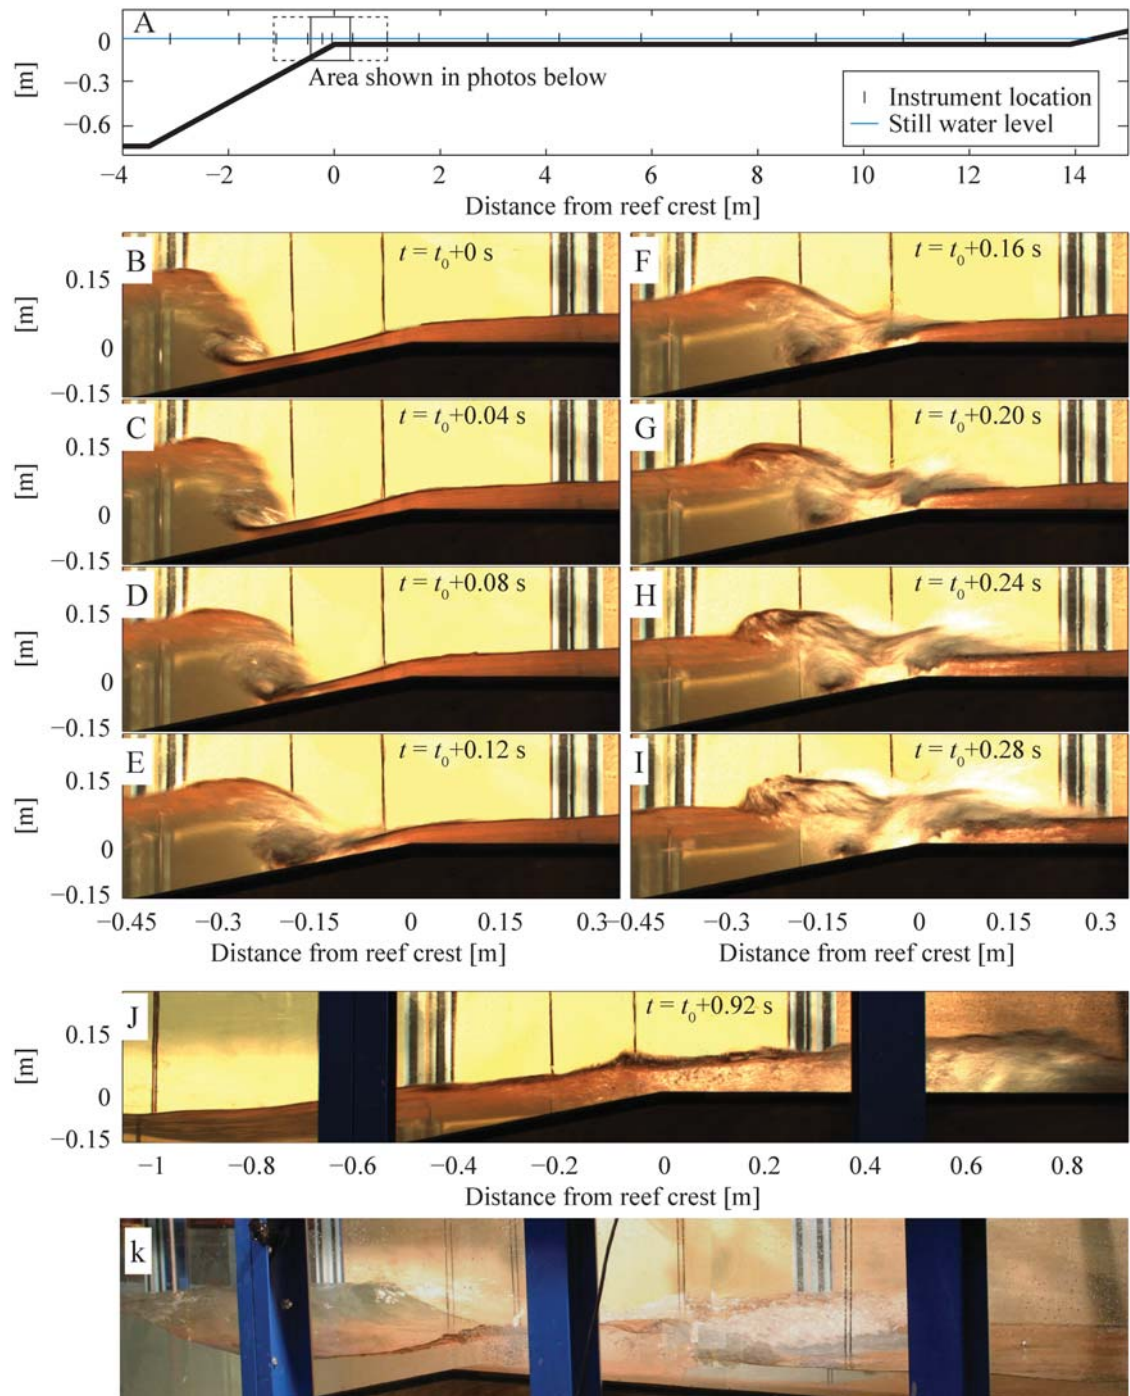 A
[m]
0
−0.3
−0.6
Area shown in photos below
Instrument location
Still water level
−4 −2 0 2 4 6 8 10 12 14
Distance from reef crest [m]
B
t = t0+0 s
[m]
0.15
0
−0.15
F
t = t0+0.16 s
C
t = t0+0.04 s
[m]
0.15
0
−0.15
G
t = t0+0.20 s
D
t = t0+0.08 s
[m]
0.15
0
−0.15
H
t = t0+0.24 s
E
t = t0+0.12 s
[m]
0.15
0
−0.15
I
t = t0+0.28 s
−0.45 −0.3 −0.15 0 0.15 0.3
−0.45 −0.3 −0.15 0 0.15 0.3
Distance from reef crest [m]
Distance from reef crest [m]
J
t = t0+0.92 s
[m]
0.15
0
−0.15
−1 −0.8 −0.6 −0.4 −0.2 0 0.2 0.4 0.6 0.8
Distance from reef crest [m]
k